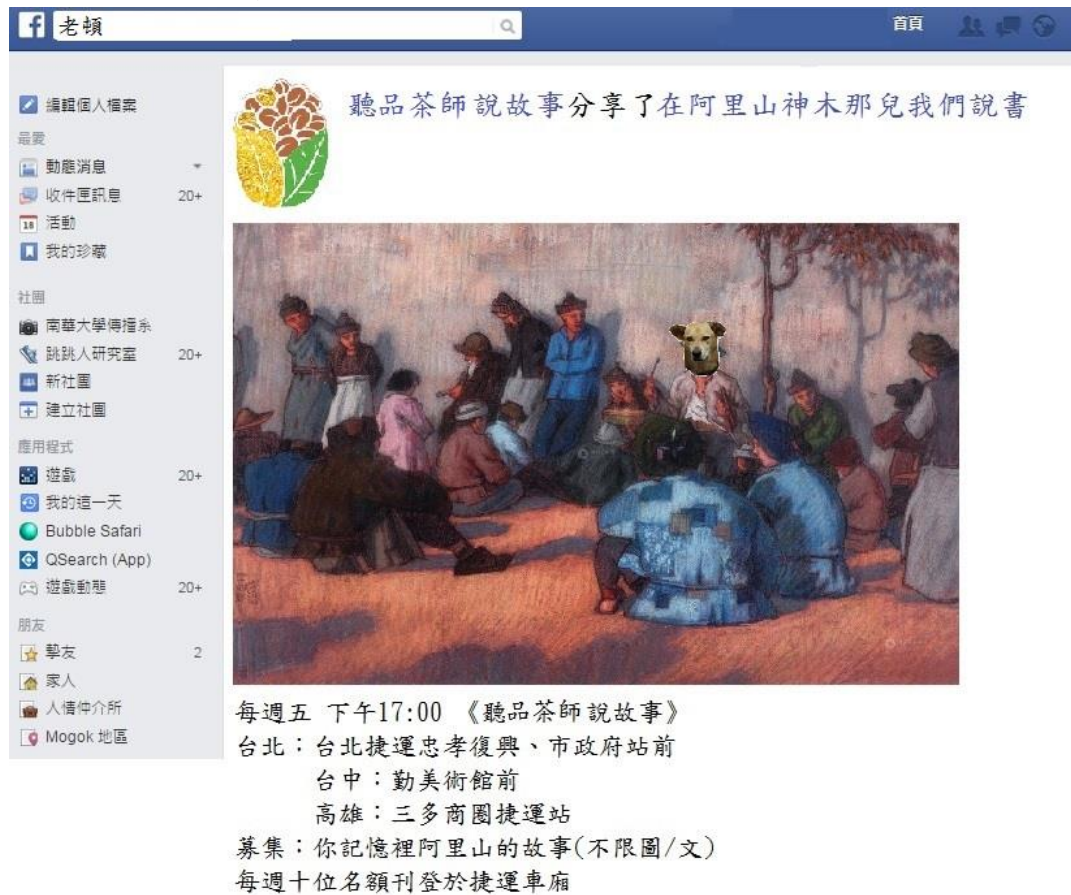 老頓
首頁
編輯個人檔案
最愛
動態消息
收件匣訊息 20+
活動
我的珍藏
社團
南華大學傳播系
跳跳人研究室 20+
新社團
建立社團
應用程式
遊戲 20+
我的這一天
Bubble Safari
QSearch (App)
遊戲動態 20+
朋友
摯友 2
家人
人情仲介所
Mogok 地區
聽品茶師說故事分享了在阿里山神木那兒我們說書
每週五 下午17:00 《聽品茶師說故事》
台北：台北捷運忠孝復興、市政府站前
台中：勤美術館前
高雄：三多商圈捷運站
募集：你記憶裡阿里山的故事(不限圖/文)
每週十位名額刊登於捷運車廂